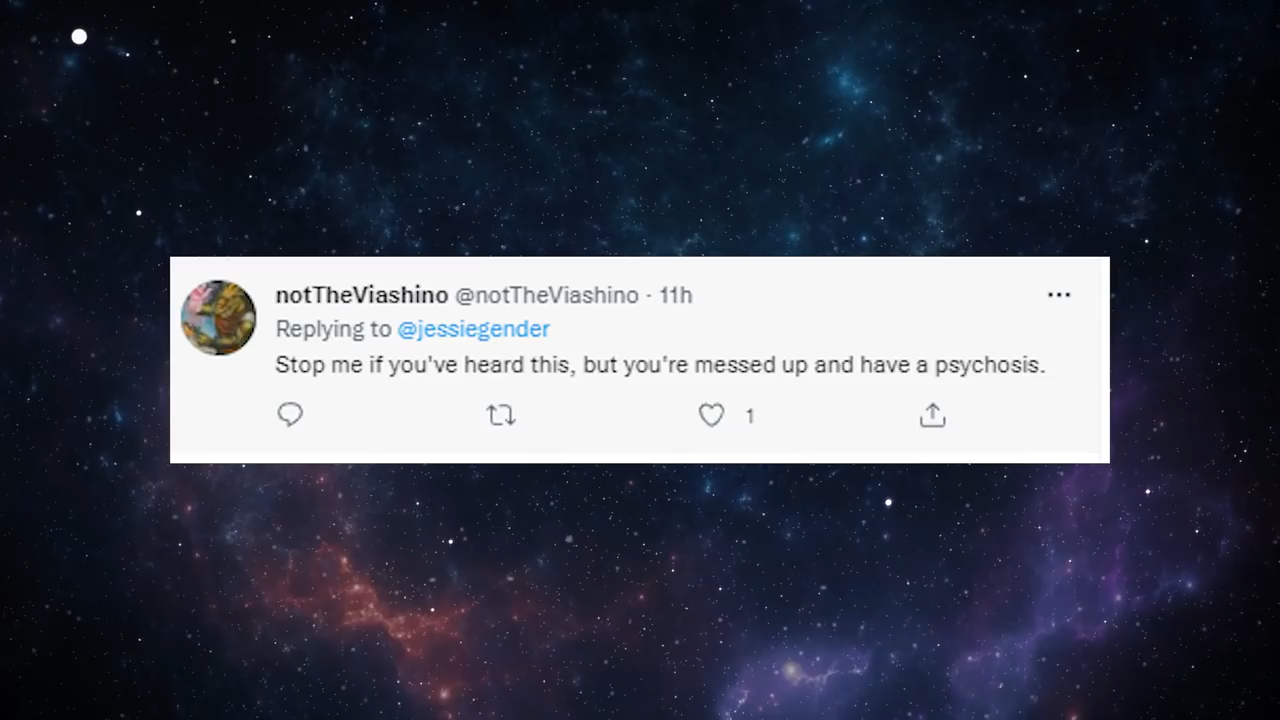 notTheViashino @notTheViashino · 11h
Replying to @jessiegender
Stop me if you've heard this, but you're messed up and have a psychosis.
1